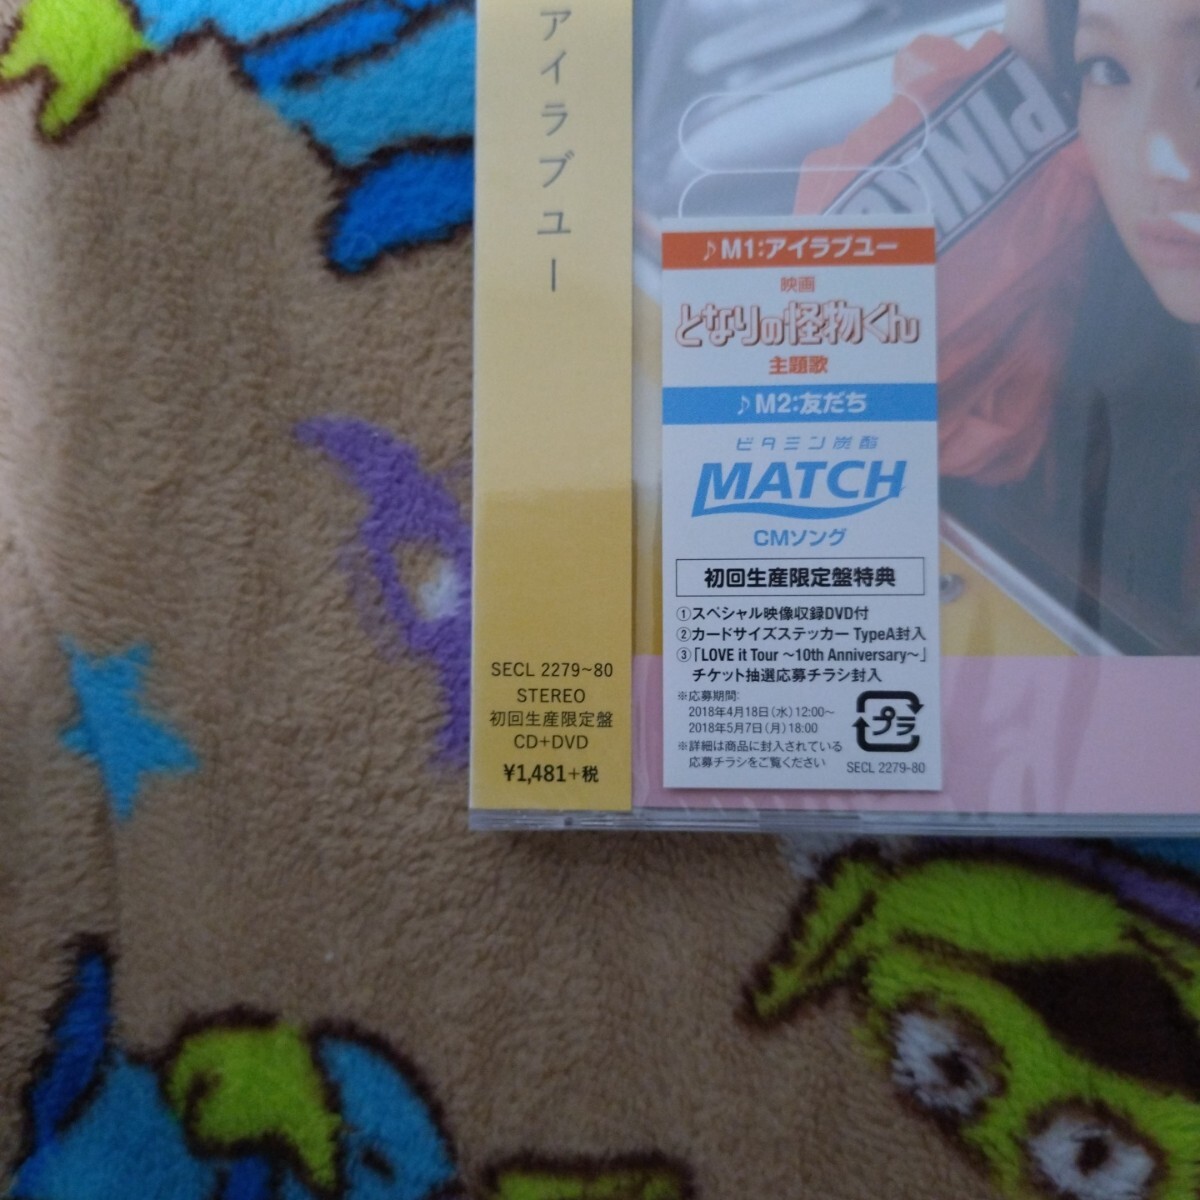 アイラブユー
SECL 2279~80
STEREO
初回生産限定盤
CD+DVD
¥1,481+税
PINK
♪M1:アイラブユー
映画
となりの怪物くん
主題歌
♪M2:友だち
ビタミン炭酸
MATCH
CMソング
初回生産限定盤特典
①スペシャル映像収録DVD付
②カードサイズステッカー TypeA封入
③「LOVE it Tour ~10th Anniversary~」
チケット抽選応募チラシ封入
※応募期間:
2018年4月18日(水)12:00~
2018年5月7日(月)18:00
※詳細は商品に封入されている
応募チラシをご覧ください
プラ
SECL 2279-80